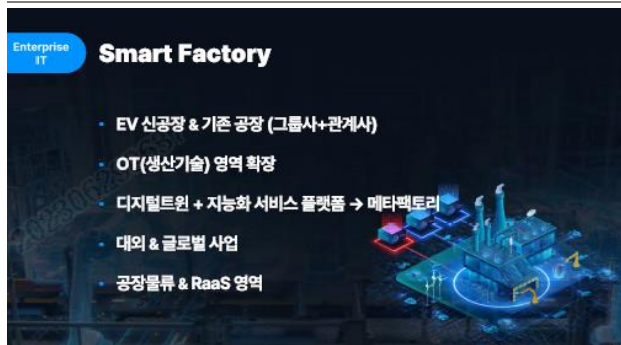 Enterprise
IT
Smart Factory
EV 신공장 & 기존 공장 (그룹사+관계사)
OT(생산기술) 영역 확장
디지털트윈 + 지능화 서비스 플랫폼 → 메타팩토리
대외 & 글로벌 사업
공장물류 & RaaS 영역